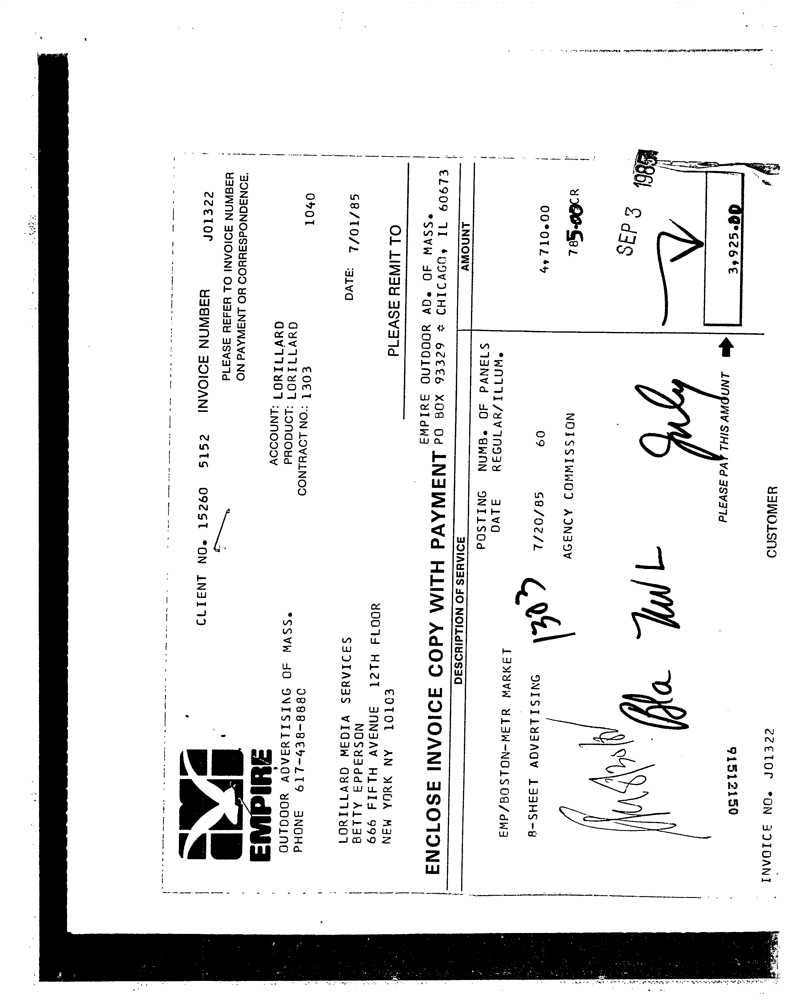 CLIENT NO. 15260 5152 INVOICE NUMBER J01322
PLEASE REFER TO INVOICE NUMBER
ON PAYMENT OR CORRESPONDENCE.
EMPIRE
OUTDOOR ADVERTISING OF MASS.
PHONE 617-438-8880
ACCOUNT: LORILLARD
PRODUCT: LORILLARD 1040
CONTRACT NO.: 1303
LORILLARD MEDIA SERVICES DATE: 7/01/85
BETTY EPPERSON
666 FIFTH AVENUE 12TH FLOOR
NEW YORK NY 10103
PLEASE REMIT TO
EMPIRE OUTDOOR AD. OF MASS.
ENCLOSE INVOICE COPY WITH PAYMENT PO BOX 93329 * CHICAGO, IL 60673
DESCRIPTION OF SERVICE AMOUNT
POSTING NUMB. OF PANELS
DATE REGULAR/ILLUM.
EMP/BOSTON-METR MARKET
8-SHEET ADVERTISING 1303 7/20/85 60 4,710.00
AGENCY COMMISSION 785.00CR
SEP 3 1985
Bla July
PLEASE PAY THIS AMOUNT 3,925.00
91512150
INVOICE NO. J01322 CUSTOMER